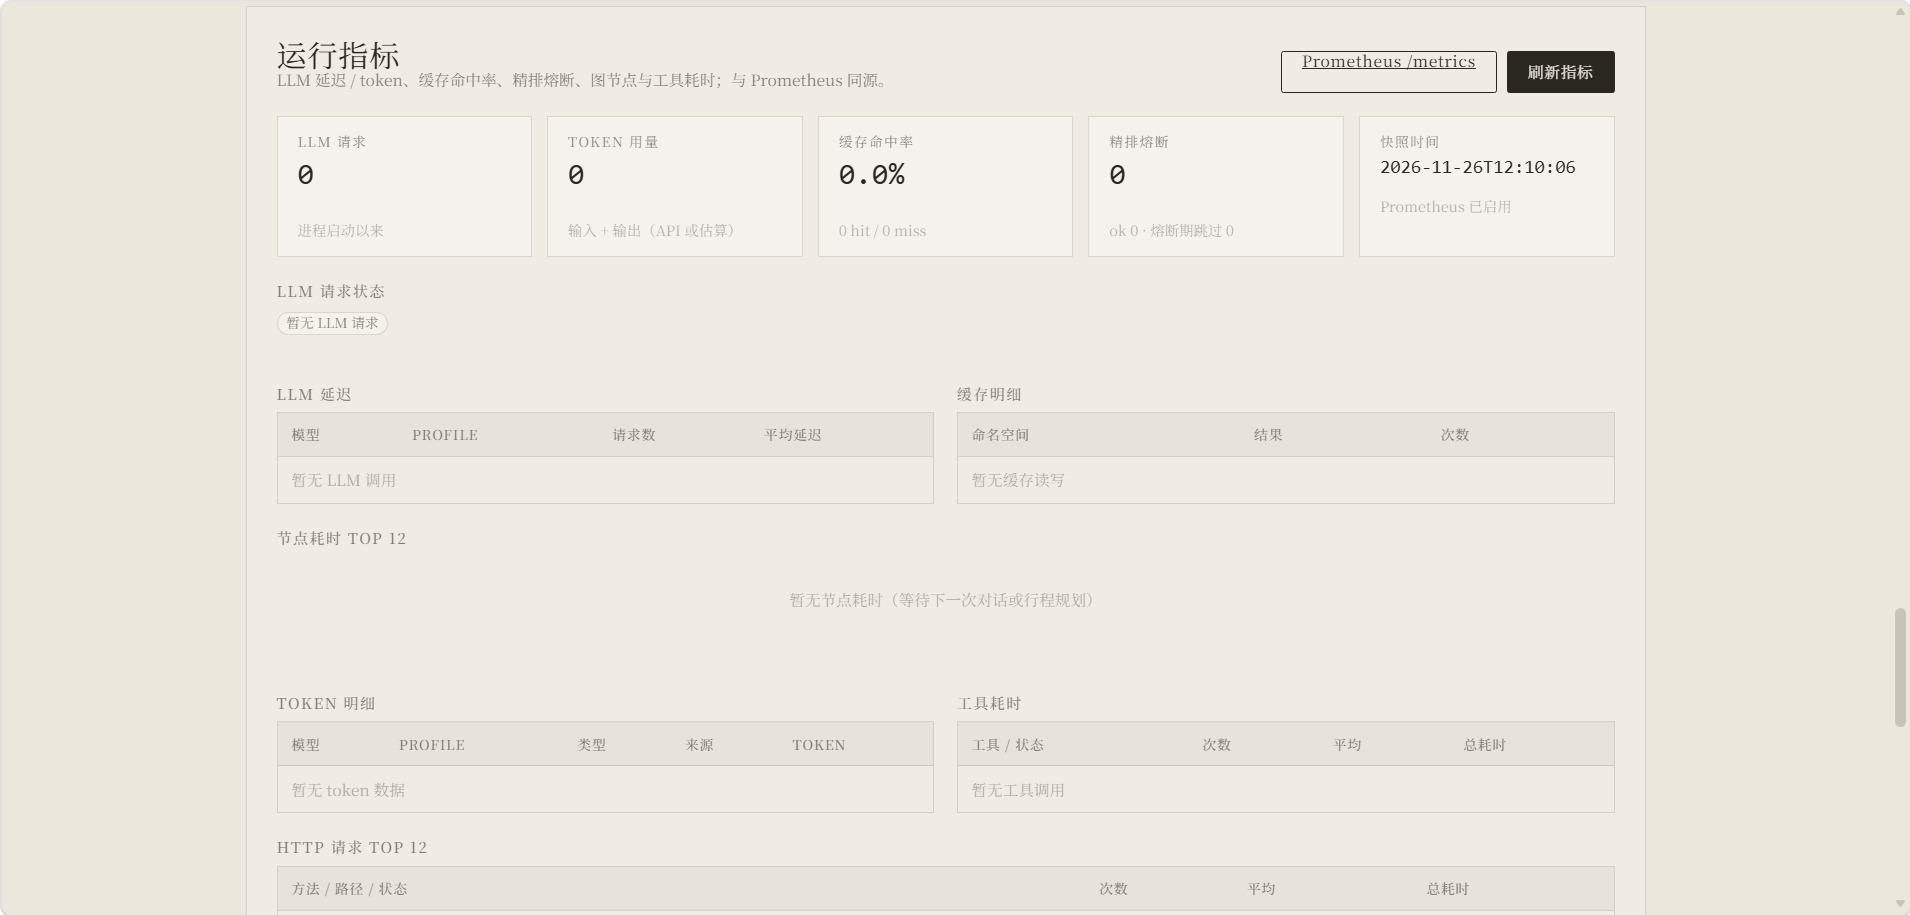 运行指标
LLM 延迟 / token、缓存命中率、精排熔断、图节点与工具耗时；与 Prometheus 同源。
Prometheus /metrics
刷新指标
LLM 请求
0
进程启动以来
TOKEN 用量
0
输入 + 输出（API 或估算）
缓存命中率
0.0%
0 hit / 0 miss
精排熔断
0
ok 0 · 熔断期跳过 0
快照时间
2026-11-26T12:10:06
Prometheus 已启用
LLM 请求状态
暂无 LLM 请求
LLM 延迟
模型 PROFILE 请求数 平均延迟
暂无 LLM 调用
缓存明细
命名空间 结果 次数
暂无缓存读写
节点耗时 TOP 12
暂无节点耗时（等待下一次对话或行程规划）
TOKEN 明细
模型 PROFILE 类型 来源 TOKEN
暂无 token 数据
工具耗时
工具 / 状态 次数 平均 总耗时
暂无工具调用
HTTP 请求 TOP 12
方法 / 路径 / 状态 次数 平均 总耗时